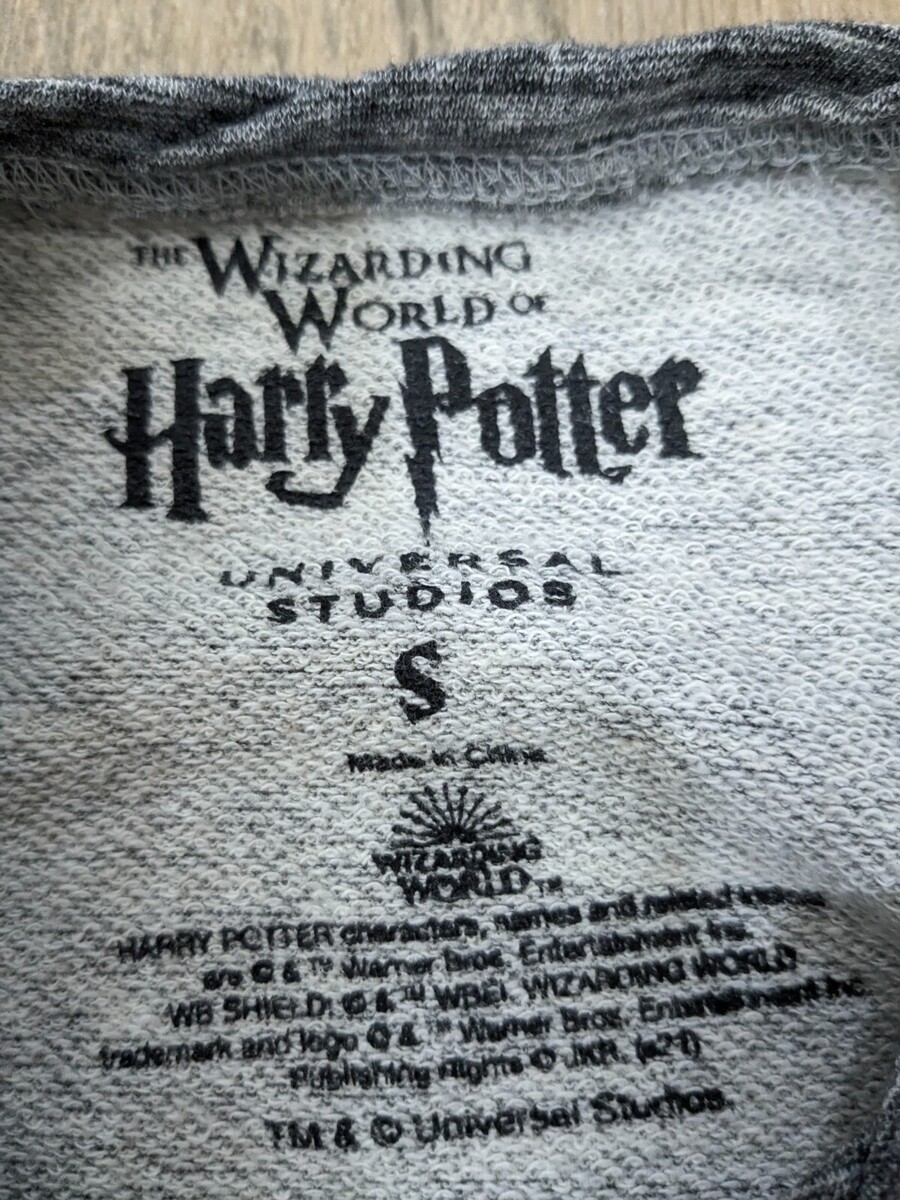 THE WIZARDING
WORLD OF
Harry Potter
UNIVERSAL
STUDIOS
S
Made in China
WIZARDING
WORLD™
HARRY POTTER characters, names and related indicia
are © & ™ Warner Bros. Entertainment Inc.
WB SHIELD: © & ™ WBEI. WIZARDING WORLD
trademark and logo © & ™ Warner Bros. Entertainment Inc.
Publishing Rights © JKR. (s21)
TM & © Universal Studios.